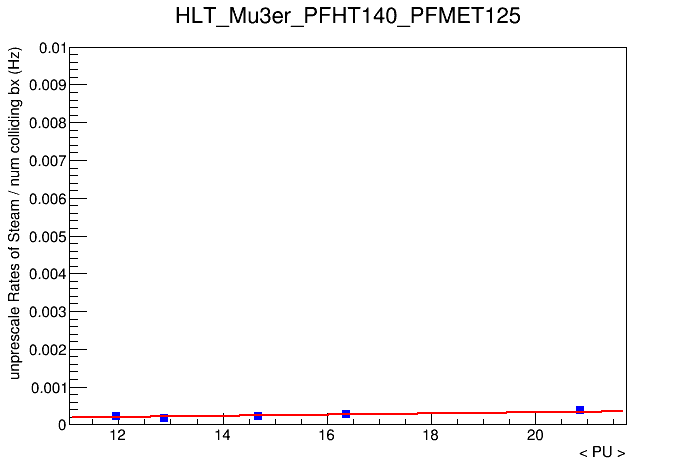 HLT_Mu3er_PFHT140_PFMET125
unprescale Rates of Steam / num colliding bx (Hz)
0.01
0.009
0.008
0.007
0.006
0.005
0.004
0.003
0.002
0.001
0
12 14 16 18 20
< PU >